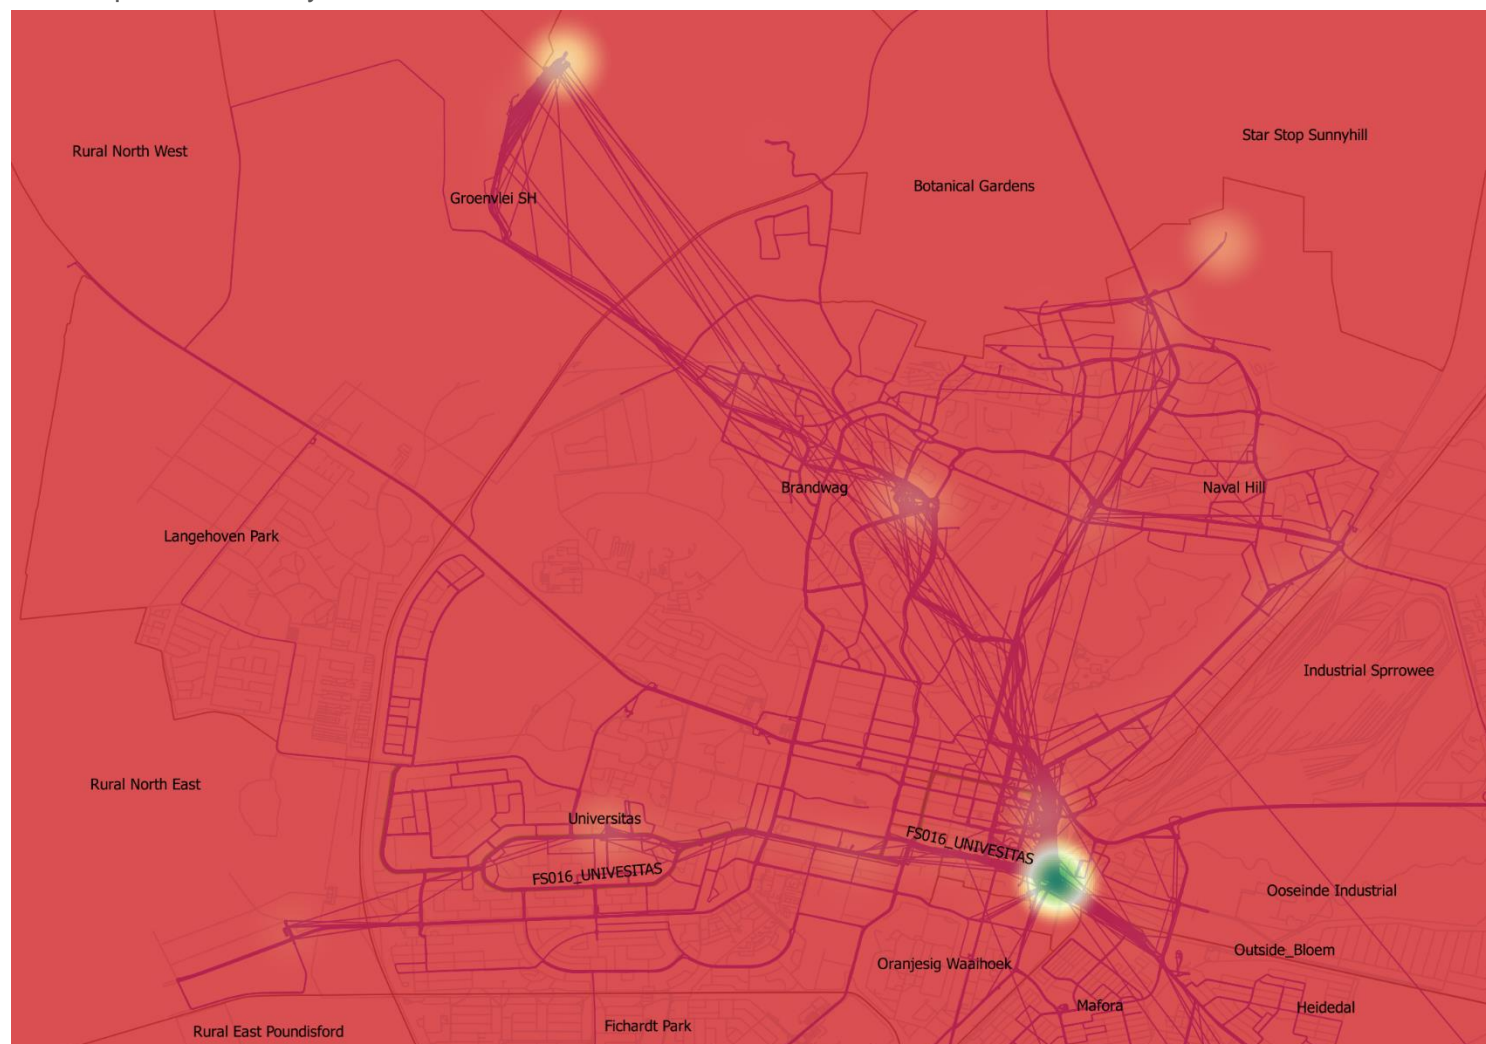 Star Stop Sunnyhill
Rural North West
Botanical Gardens
Groenvlei SH
Brandwag
Naval Hill
Langehoven Park
Industrial Sprrowee
Rural North East
Universitas
FS016_UNIVESITAS
FS016_UNIVESITAS
Ooseinde Industrial
Outside_Bloem
Oranjesig Waalhoek
Mafora
Heidedal
Fichardt Park
Rural East Poundisford